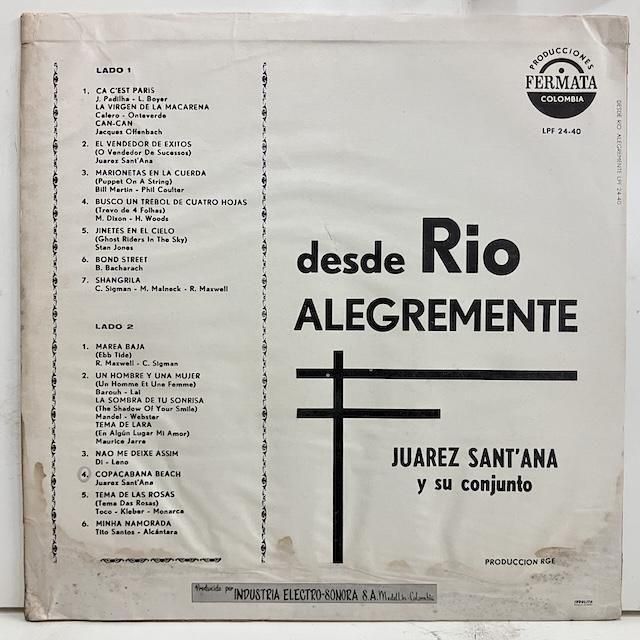 LADO 1
1. CA C'EST PARIS
J. Padilha - L. Boyer
LA VIRGEN DE LA MACARENA
Calero - Onteverde
CAN-CAN
Jacques Offenbach
2. EL VENDEDOR DE EXITOS
(O Vendedor De Sucessos)
Juarez Sant'Ana
3. MARIONETAS EN LA CUERDA
(Puppet On A String)
Bill Martin - Phil Coulter
4. BUSCO UN TREBOL DE CUATRO HOJAS
(Trevo de 4 Folhas)
M. Dixon - H. Woods
5. JINETES EN EL CIELO
(Ghost Riders In The Sky)
Stan Jones
6. BOND STREET
B. Bacharach
7. SHANGRILA
C. Sigman - M. Malneck - R. Maxwell
LADO 2
1. MAREA BAJA
(Ebb Tide)
R. Maxwell - C. Sigman
2. UN HOMBRE Y UNA MUJER
(Un Homme Et Une Femme)
Barouh - Lai
LA SOMBRA DE TU SONRISA
(The Shadow Of Your Smile)
Mandel - Webster
TEMA DE LARA
(En Algún Lugar Mi Amor)
Maurice Jarre
3. NAO ME DEIXE ASSIM
Di - Leno
4. COPACABANA BEACH
Juarez Sant'Ana
5. TEMA DE LAS ROSAS
(Tema Das Rosas)
Toco - Kleber - Monarca
6. MINHA NAMORADA
Tito Santos - Alcántara
PRODUCCIONES
FERMATA
COLOMBIA
LPF 24-40
DESDE RIO ALEGREMENTE LPF 24-40
desde Rio
ALEGREMENTE
JUAREZ SANT'ANA
y su conjunto
PRODUCCION RGE
Producido por INDUSTRIA ELECTRO-SONORA S.A. Medellín-Colombia